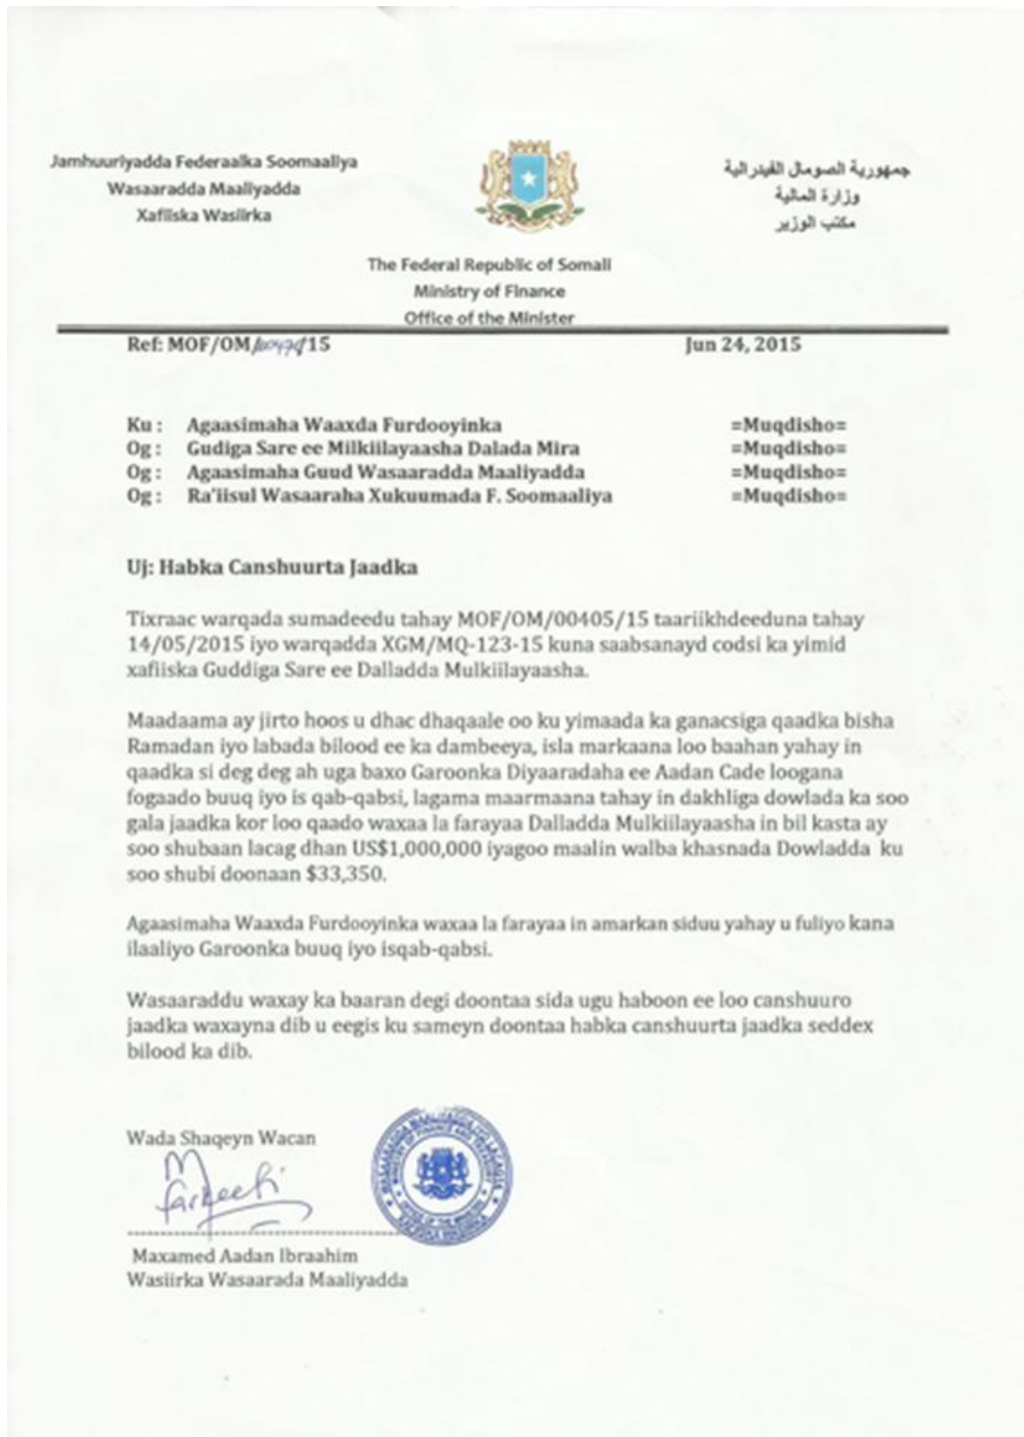 Jamhuuriyadda Federaalka Soomaaliya
Wasaaradda Maaliyadda
Xafiiska Wasiirka
جمهورية الصومال الفيدرالية
وزارة المالية
مكتب الوزير
The Federal Republic of Somali
Ministry of Finance
Office of the Minister
Ref: MOF/OM/ /15 Jun 24, 2015
Ku : Agaasimaha Waaxda Furdooyinka =Muqdisho=
Og : Gudiga Sare ee Milkiilayaasha Dalada Mira =Muqdisho=
Og : Agaasimaha Guud Wasaaradda Maaliyadda =Muqdisho=
Og : Ra'iisul Wasaaraha Xukuumada F. Soomaaliya =Muqdisho=
Uj: Habka Canshuurta Jaadka
Tixraac warqada sumadeedu tahay MOF/OM/00405/15 taariikhdeeduna tahay
14/05/2015 iyo warqadda XGM/MQ-123-15 kuna saabsanayd codsi ka yimid
xafiiska Guddiga Sare ee Dalladda Mulkiilayaasha.
Maadaama ay jirto hoos u dhac dhaqaale oo ku yimaada ka ganacsiga qaadka bisha
Ramadan iyo labada bilood ee ka dambeeya, isla markaana loo baahan yahay in
qaadka si deg deg ah uga baxo Garoonka Diyaaradaha ee Aadan Cade loogana
fogaado buuq iyo is qab-qabsi, lagama maarmaana tahay in dakhliga dowlada ka soo
gala jaadka kor loo qaado waxaa la farayaa Dalladda Mulkiilayaasha in bil kasta ay
soo shubaan lacag dhan US$1,000,000 iyagoo maalin walba khasnada Dowladda ku
soo shubi doonaan $33,350.
Agaasimaha Waaxda Furdooyinka waxaa la farayaa in amarkan siduu yahay u fuliyo kana
ilaaliyo Garoonka buuq iyo isqab-qabsi.
Wasaaraddu waxay ka baaran degi doontaa sida ugu haboon ee loo canshuuro
jaadka waxayna dib u eegis ku sameyn doontaa habka canshuurta jaadka seddex
bilood ka dib.
Wada Shaqeyn Wacan
Maxamed Aadan Ibraahim
Wasiirka Wasaarada Maaliyadda